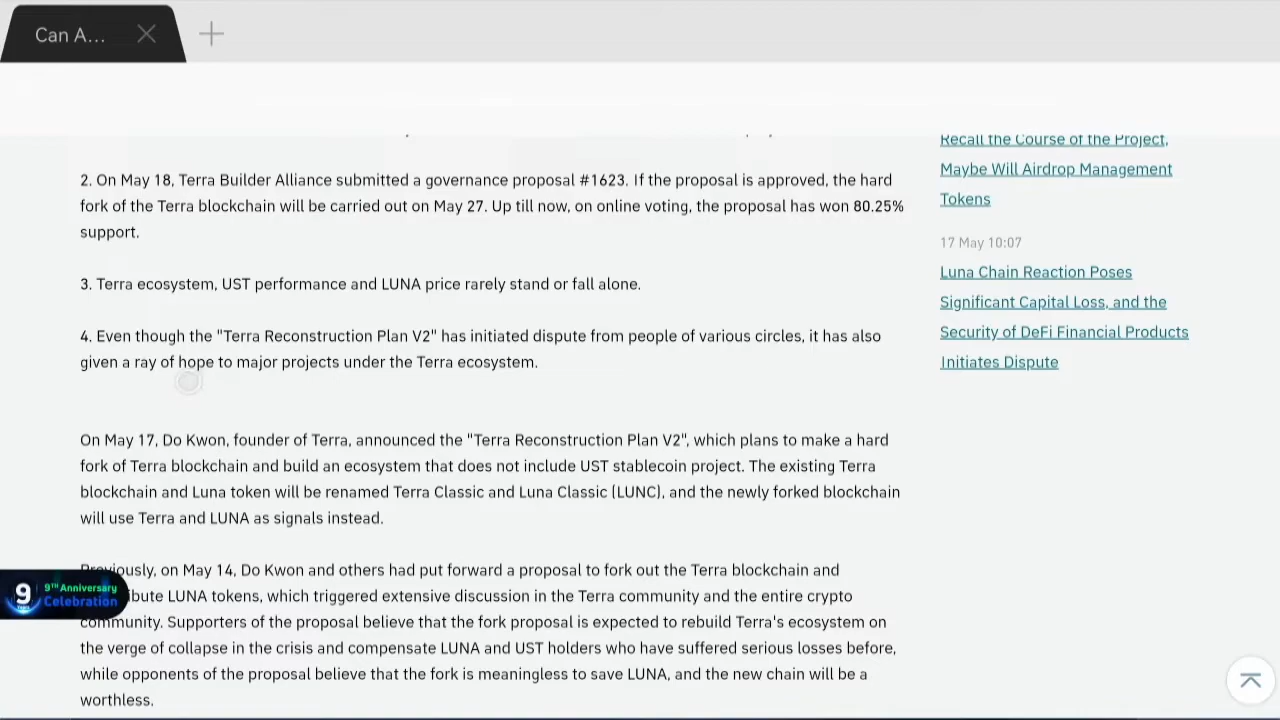 Can A...
2. On May 18, Terra Builder Alliance submitted a governance proposal #1623. If the proposal is approved, the hard
fork of the Terra blockchain will be carried out on May 27. Up till now, on online voting, the proposal has won 80.25%
support.
3. Terra ecosystem, UST performance and LUNA price rarely stand or fall alone.
4. Even though the "Terra Reconstruction Plan V2" has initiated dispute from people of various circles, it has also
given a ray of hope to major projects under the Terra ecosystem.
On May 17, Do Kwon, founder of Terra, announced the "Terra Reconstruction Plan V2", which plans to make a hard
fork of Terra blockchain and build an ecosystem that does not include UST stablecoin project. The existing Terra
blockchain and Luna token will be renamed Terra Classic and Luna Classic (LUNC), and the newly forked blockchain
will use Terra and LUNA as signals instead.
Previously, on May 14, Do Kwon and others had put forward a proposal to fork out the Terra blockchain and
ibute LUNA tokens, which triggered extensive discussion in the Terra community and the entire crypto
community. Supporters of the proposal believe that the fork proposal is expected to rebuild Terra's ecosystem on
the verge of collapse in the crisis and compensate LUNA and UST holders who have suffered serious losses before,
while opponents of the proposal believe that the fork is meaningless to save LUNA, and the new chain will be a
worthless.
9 9TH Anniversary
Celebration
Recall the Course of the Project,
Maybe Will Airdrop Management
Tokens
17 May 10:07
Luna Chain Reaction Poses
Significant Capital Loss, and the
Security of DeFi Financial Products
Initiates Dispute